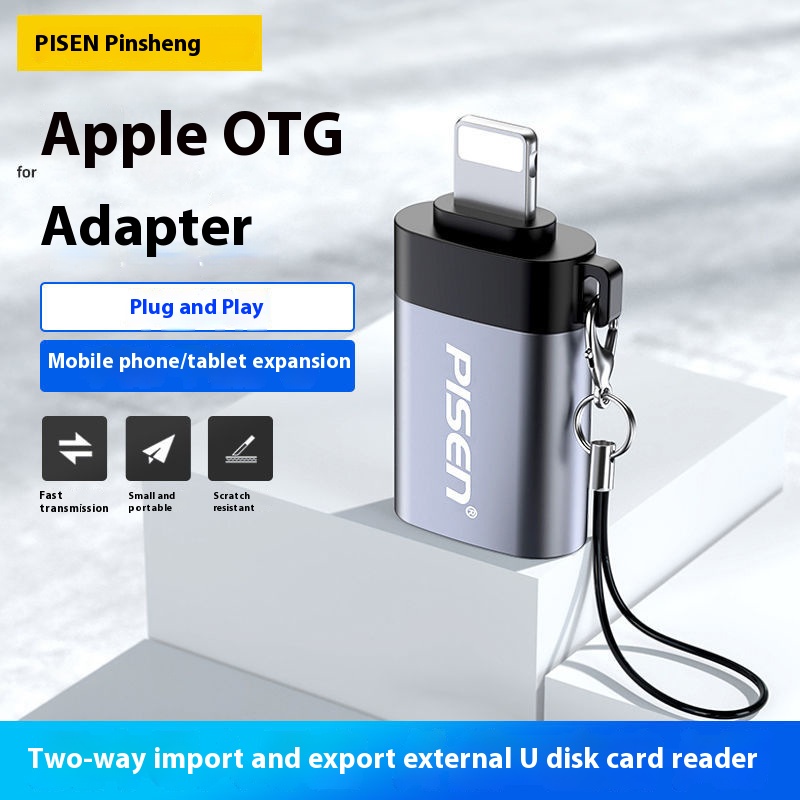 PISEN Pinsheng
Apple OTG
for
Adapter
Plug and Play
Mobile phone/tablet expansion
Fast
transmission
Small and
portable
Scratch
resistant
PISEN®
Two-way import and export external U disk card reader